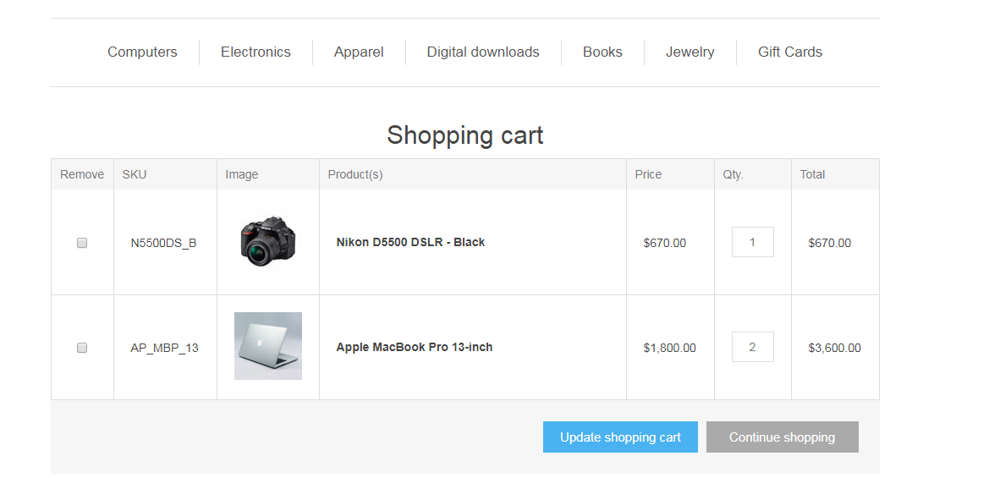 Computers Electronics Apparel Digital downloads Books Jewelry Gift Cards
Shopping cart
Remove SKU Image Product(s) Price Qty. Total
N5500DS_B Nikon D5500 DSLR - Black $670.00 1 $670.00
AP_MBP_13 Apple MacBook Pro 13-inch $1,800.00 2 $3,600.00
Update shopping cart Continue shopping